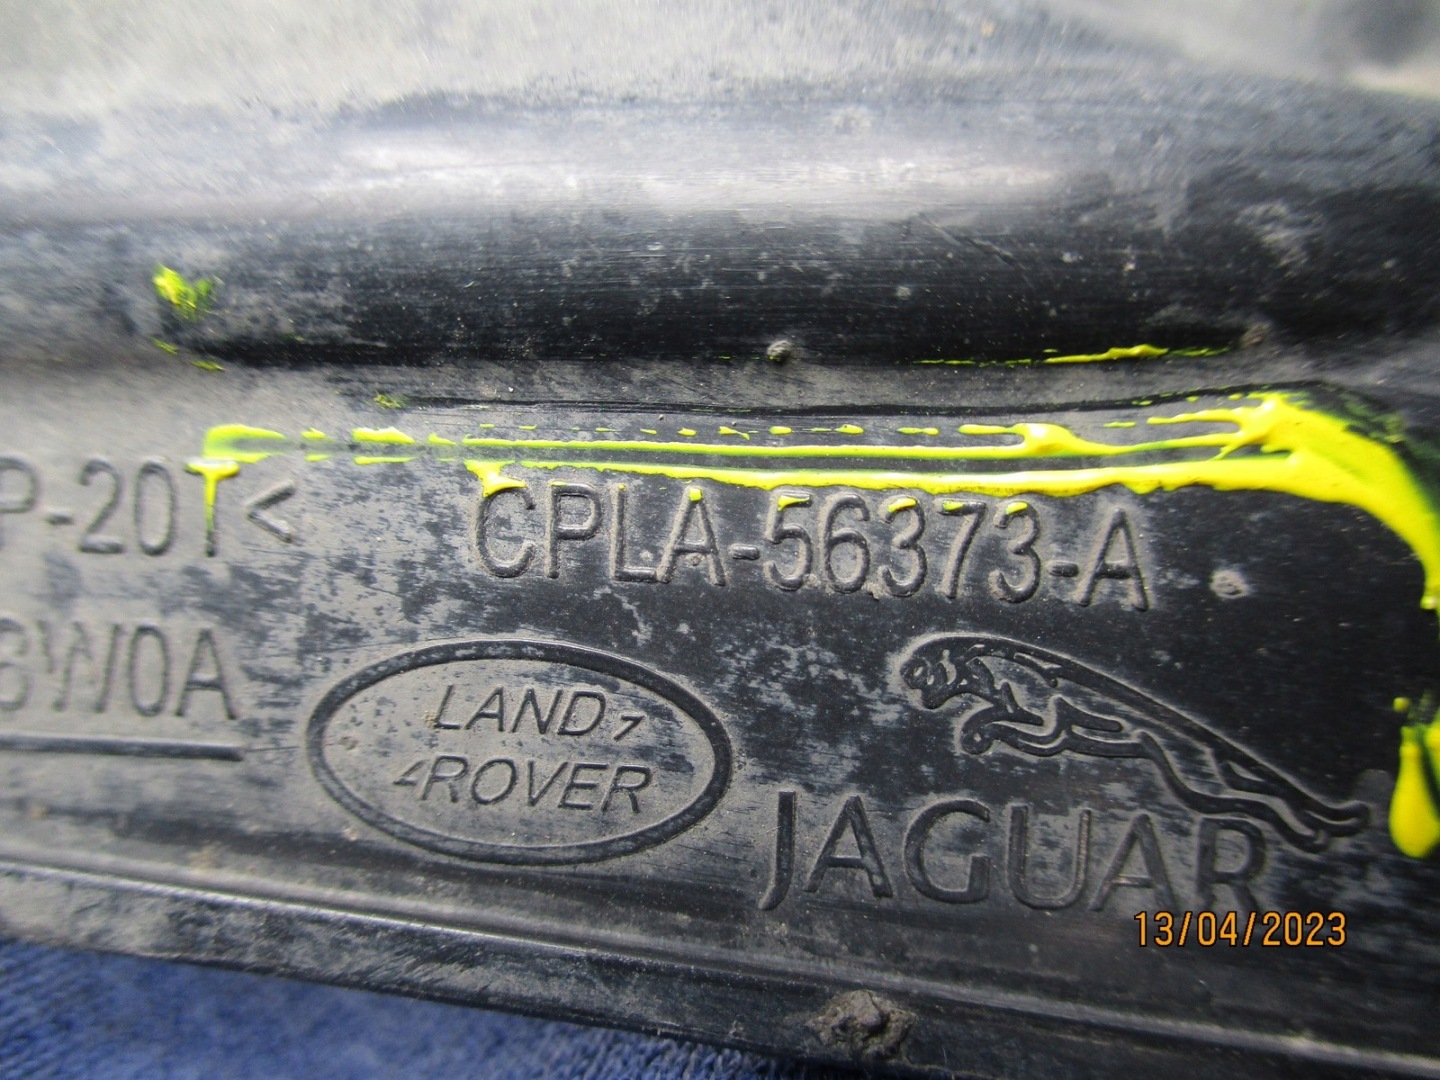 P-20T<
CPLA-56373-A
6W0A
LAND
ROVER
JAGUAR
13/04/2023